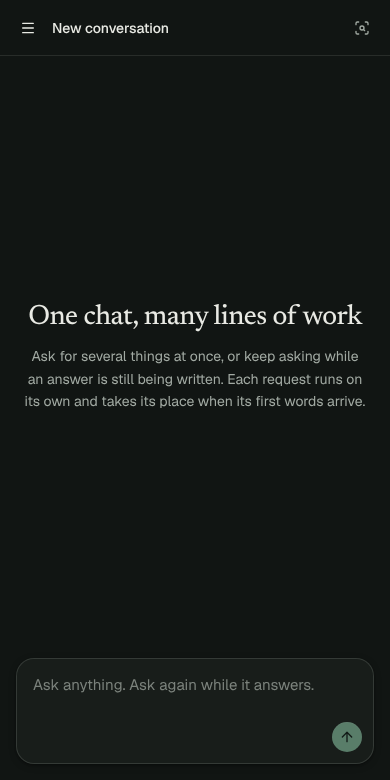 New conversation
One chat, many lines of work
Ask for several things at once, or keep asking while
an answer is still being written. Each request runs on
its own and takes its place when its first words arrive.
Ask anything. Ask again while it answers.